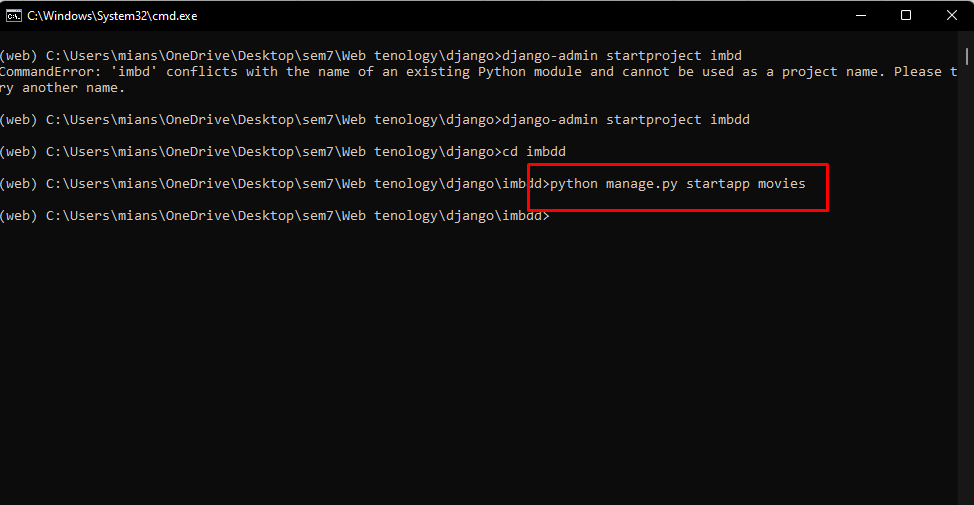 C:\Windows\System32\cmd.exe
(web) C:\Users\mians\OneDrive\Desktop\sem7\Web tenology\django>django-admin startproject imbd
CommandError: 'imbd' conflicts with the name of an existing Python module and cannot be used as a project name. Please t
ry another name.
(web) C:\Users\mians\OneDrive\Desktop\sem7\Web tenology\django>django-admin startproject imbdd
(web) C:\Users\mians\OneDrive\Desktop\sem7\Web tenology\django>cd imbdd
(web) C:\Users\mians\OneDrive\Desktop\sem7\Web tenology\django\imbdd>python manage.py startapp movies
(web) C:\Users\mians\OneDrive\Desktop\sem7\Web tenology\django\imbdd>